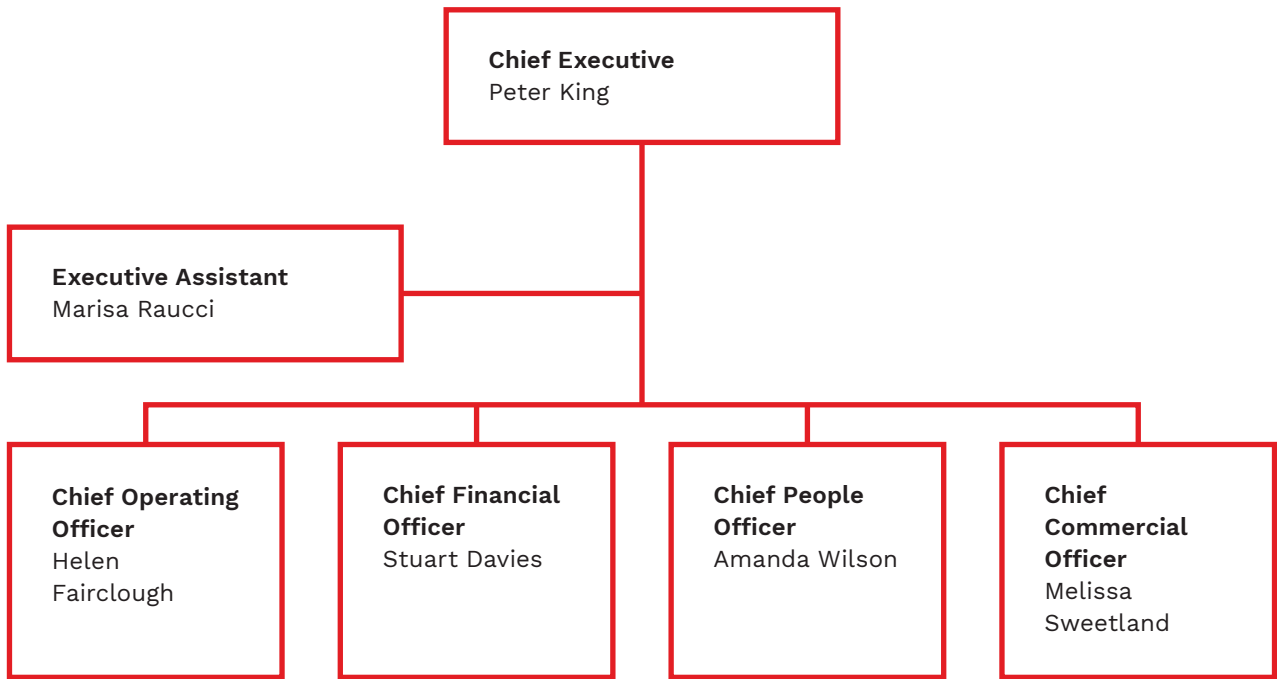 Chief Executive
Peter King
Executive Assistant
Marisa Raucci
Chief Operating
Officer
Helen
Fairclough
Chief Financial
Officer
Stuart Davies
Chief People
Officer
Amanda Wilson
Chief
Commercial
Officer
Melissa
Sweetland